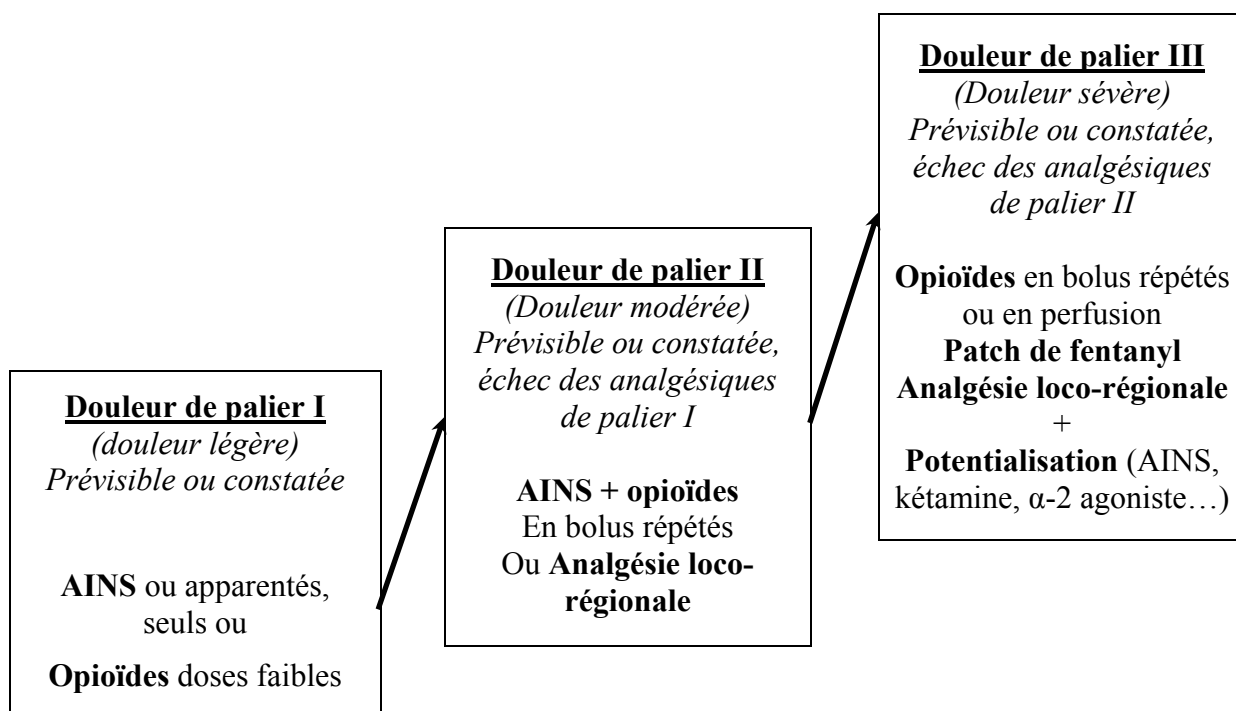 Douleur de palier I
(douleur légère)
Prévisible ou constatée
AINS ou apparentés,
seuls ou
Opioïdes doses faibles
Douleur de palier II
(Douleur modérée)
Prévisible ou constatée,
échec des analgésiques
de palier I
AINS + opioïdes
En bolus répétés
Ou Analgésie loco-
régionale
Douleur de palier III
(Douleur sévère)
Prévisible ou constatée,
échec des analgésiques
de palier II
Opioïdes en bolus répétés
ou en perfusion
Patch de fentanyl
Analgésie loco-régionale
+
Potentialisation (AINS,
kétamine, α-2 agoniste…)